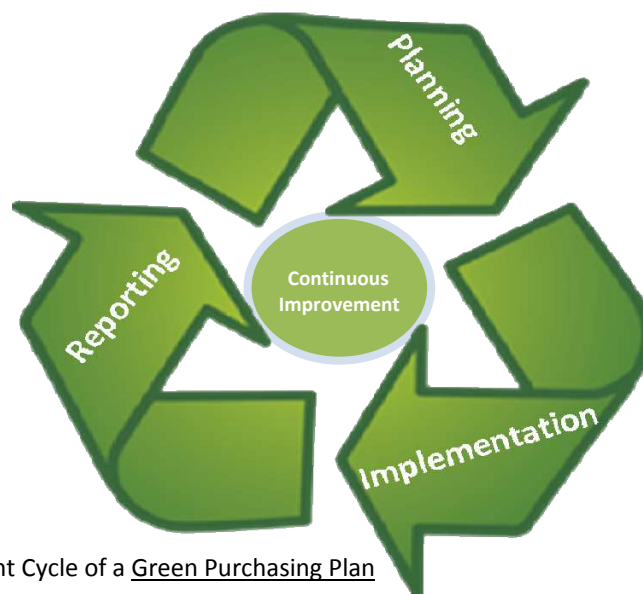 Planning
Continuous
Improvement
Reporting
Implementation
nt Cycle of a Green Purchasing Plan